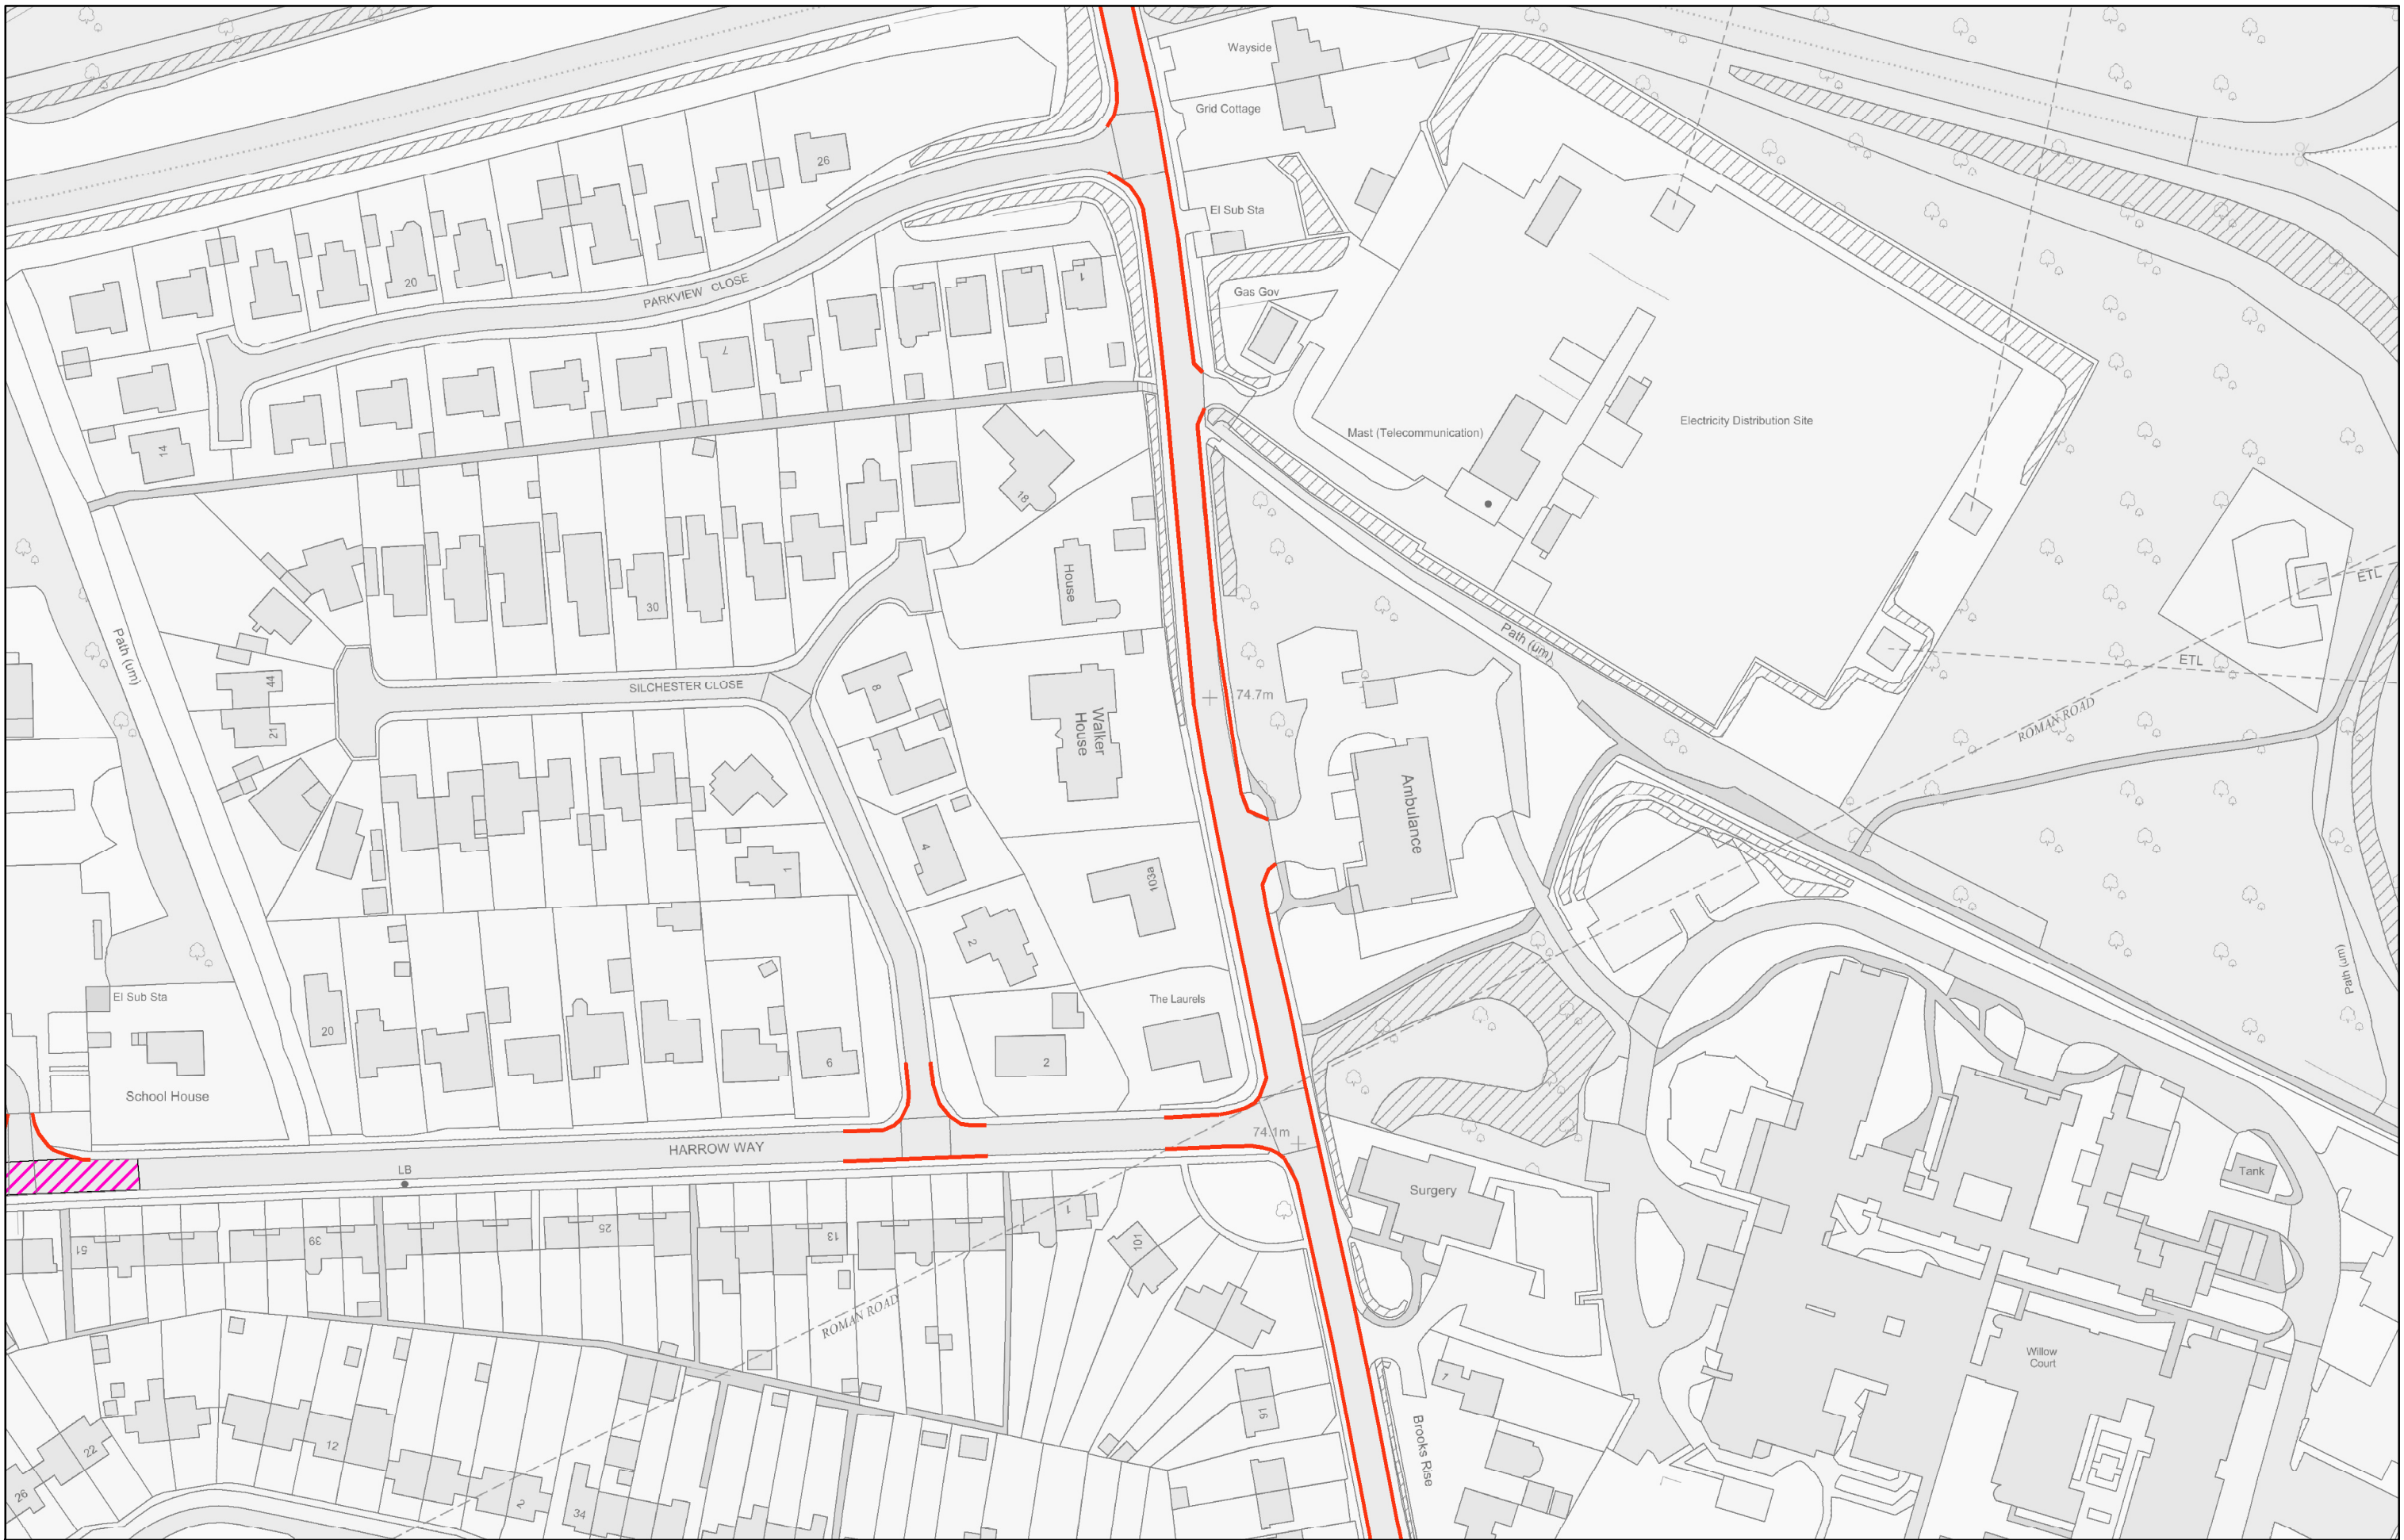 Wayside
Grid Cottage
26
El Sub Sta
20
PARKVIEW CLOSE
1
Gas Gov
7
Electricity Distribution Site
Mast (Telecommunication)
14
18
House
30
ETL
Path (um)
Path (um)
ETL
44
SILCHESTER CLOSE
8
74.7m
21
Walker
House
ROMAN ROAD
Ambulance
4
1
103a
2
Path (um)
El Sub Sta
The Laurels
20
6
2
School House
74.1m
HARROW WAY
LB
Tank
Surgery
1
51
39
25
13
101
ROMAN ROAD
Willow
Court
7
91
Brooks Rise
22
12
26
2
34